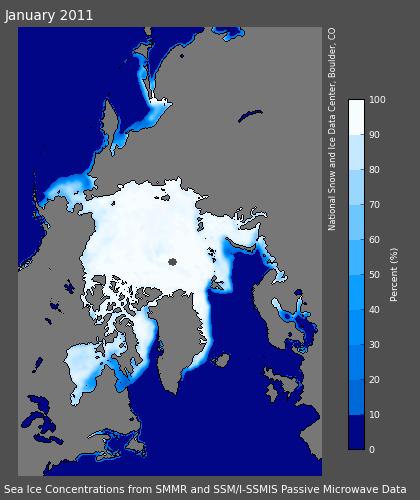 January 2011
National Snow and Ice Data Center, Boulder, CO
100
90
80
70
60
50
40
30
20
10
0
Percent (%)
Sea Ice Concentrations from SMMR and SSM/I-SSMIS Passive Microwave Data